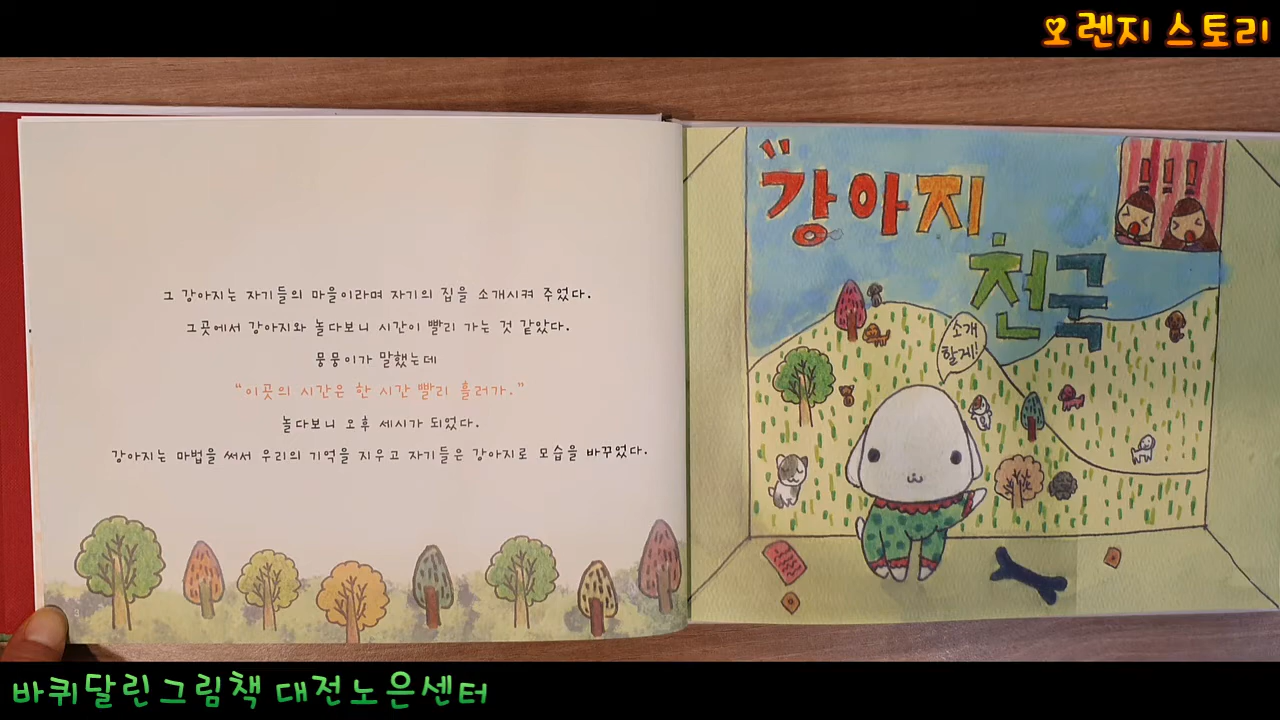 오렌지 스토리
그 강아지는 자기들의 마을이라며 자기의 집을 소개시켜 주었다.
그곳에서 강아지와 놀다보니 시간이 빨리 가는 것 같았다.
뭉뭉이가 말했는데
“이곳의 시간은 한 시간 빨리 흘러가.”
놀다보니 오후 세시가 되었다.
강아지는 마법을 써서 우리의 기억을 지우고 자기들은 강아지로 모습을 바꾸었다.
강아지
천국
!!!
소개
할게!
바퀴달린그림책 대전노은센터